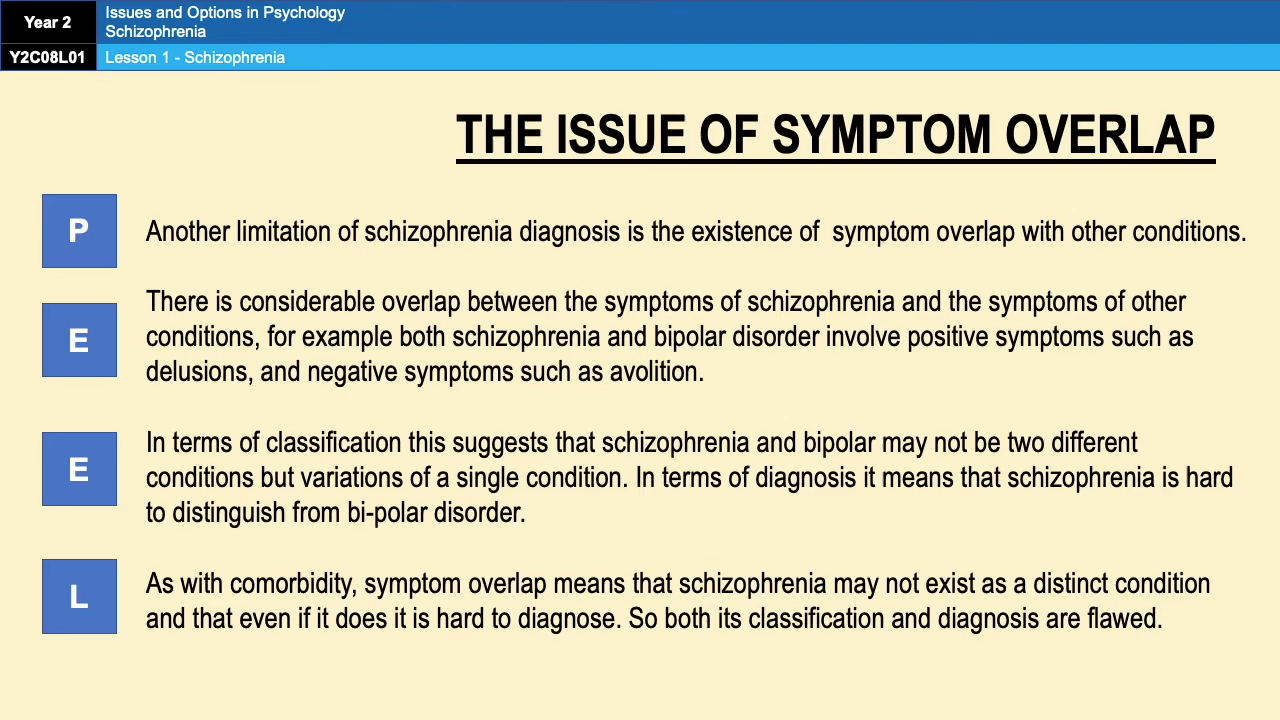 Year 2
Issues and Options in Psychology
Schizophrenia
Y2C08L01
Lesson 1 - Schizophrenia
THE ISSUE OF SYMPTOM OVERLAP
P
Another limitation of schizophrenia diagnosis is the existence of  symptom overlap with other conditions.
E
There is considerable overlap between the symptoms of schizophrenia and the symptoms of other
conditions, for example both schizophrenia and bipolar disorder involve positive symptoms such as
delusions, and negative symptoms such as avolition.
E
In terms of classification this suggests that schizophrenia and bipolar may not be two different
conditions but variations of a single condition. In terms of diagnosis it means that schizophrenia is hard
to distinguish from bi-polar disorder.
L
As with comorbidity, symptom overlap means that schizophrenia may not exist as a distinct condition
and that even if it does it is hard to diagnose. So both its classification and diagnosis are flawed.